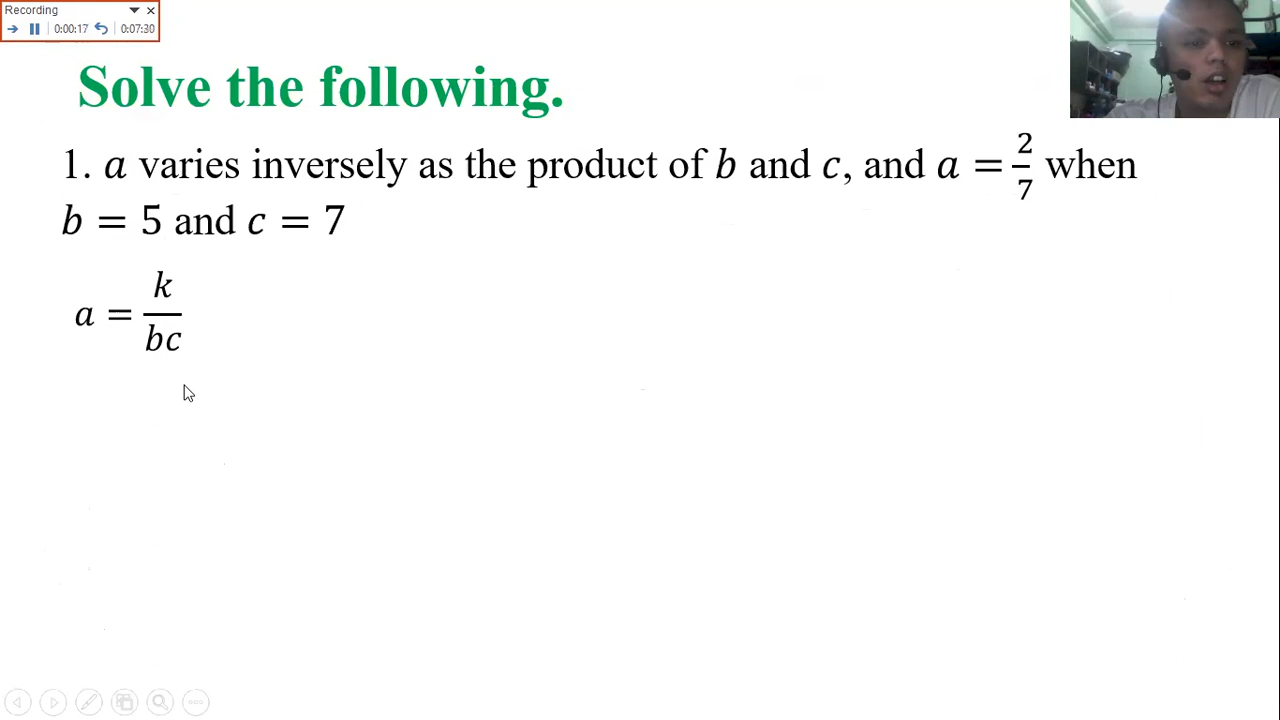 Recording
0:00:17 0:07:30
Solve the following.
1. a varies inversely as the product of b and c, and a = 2/7 when
b = 5 and c = 7
a = k/bc